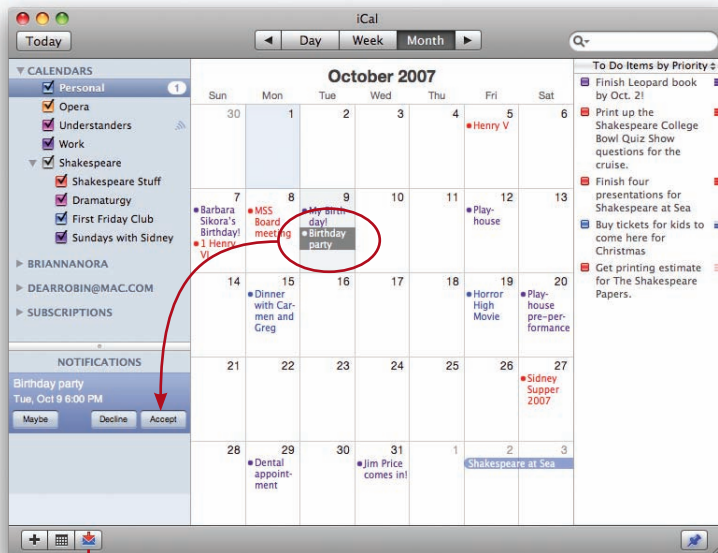 iCal
Today
Day Week Month
CALENDARS
Personal 1
Opera
Understanders
Work
Shakespeare
Shakespeare Stuff
Dramaturgy
First Friday Club
Sundays with Sidney
BRIANNANORA
DEARROBIN@MAC.COM
SUBSCRIPTIONS
NOTIFICATIONS
Birthday party
Tue, Oct 9 6:00 PM
Maybe Decline Accept
October 2007
Sun Mon Tue Wed Thu Fri Sat
30 1 2 3 4 5 6
Henry V
7 8 9 10 11 12 13
Barbara
Sikora's
Birthday!
1 Henry
VI
MSS
Board
meeting
My Birth-
day!
Birthday
party
Play-
house
14 15 16 17 18 19 20
Dinner
with Car-
men and
Greg
Horror
High
Movie
Play-
house
pre-per-
formance
21 22 23 24 25 26 27
Sidney
Supper
2007
28 29 30 31 1 2 3
Dental
appoint-
ment
Jim Price
comes in!
Shakespeare at Sea
To Do Items by Priority
Finish Leopard book
by Oct. 2!
Print up the
Shakespeare College
Bowl Quiz Show
questions for the
cruise.
Finish four
presentations for
Shakespeare at Sea
Buy tickets for kids to
come here for
Christmas
Get printing estimate
for The Shakespeare
Papers.